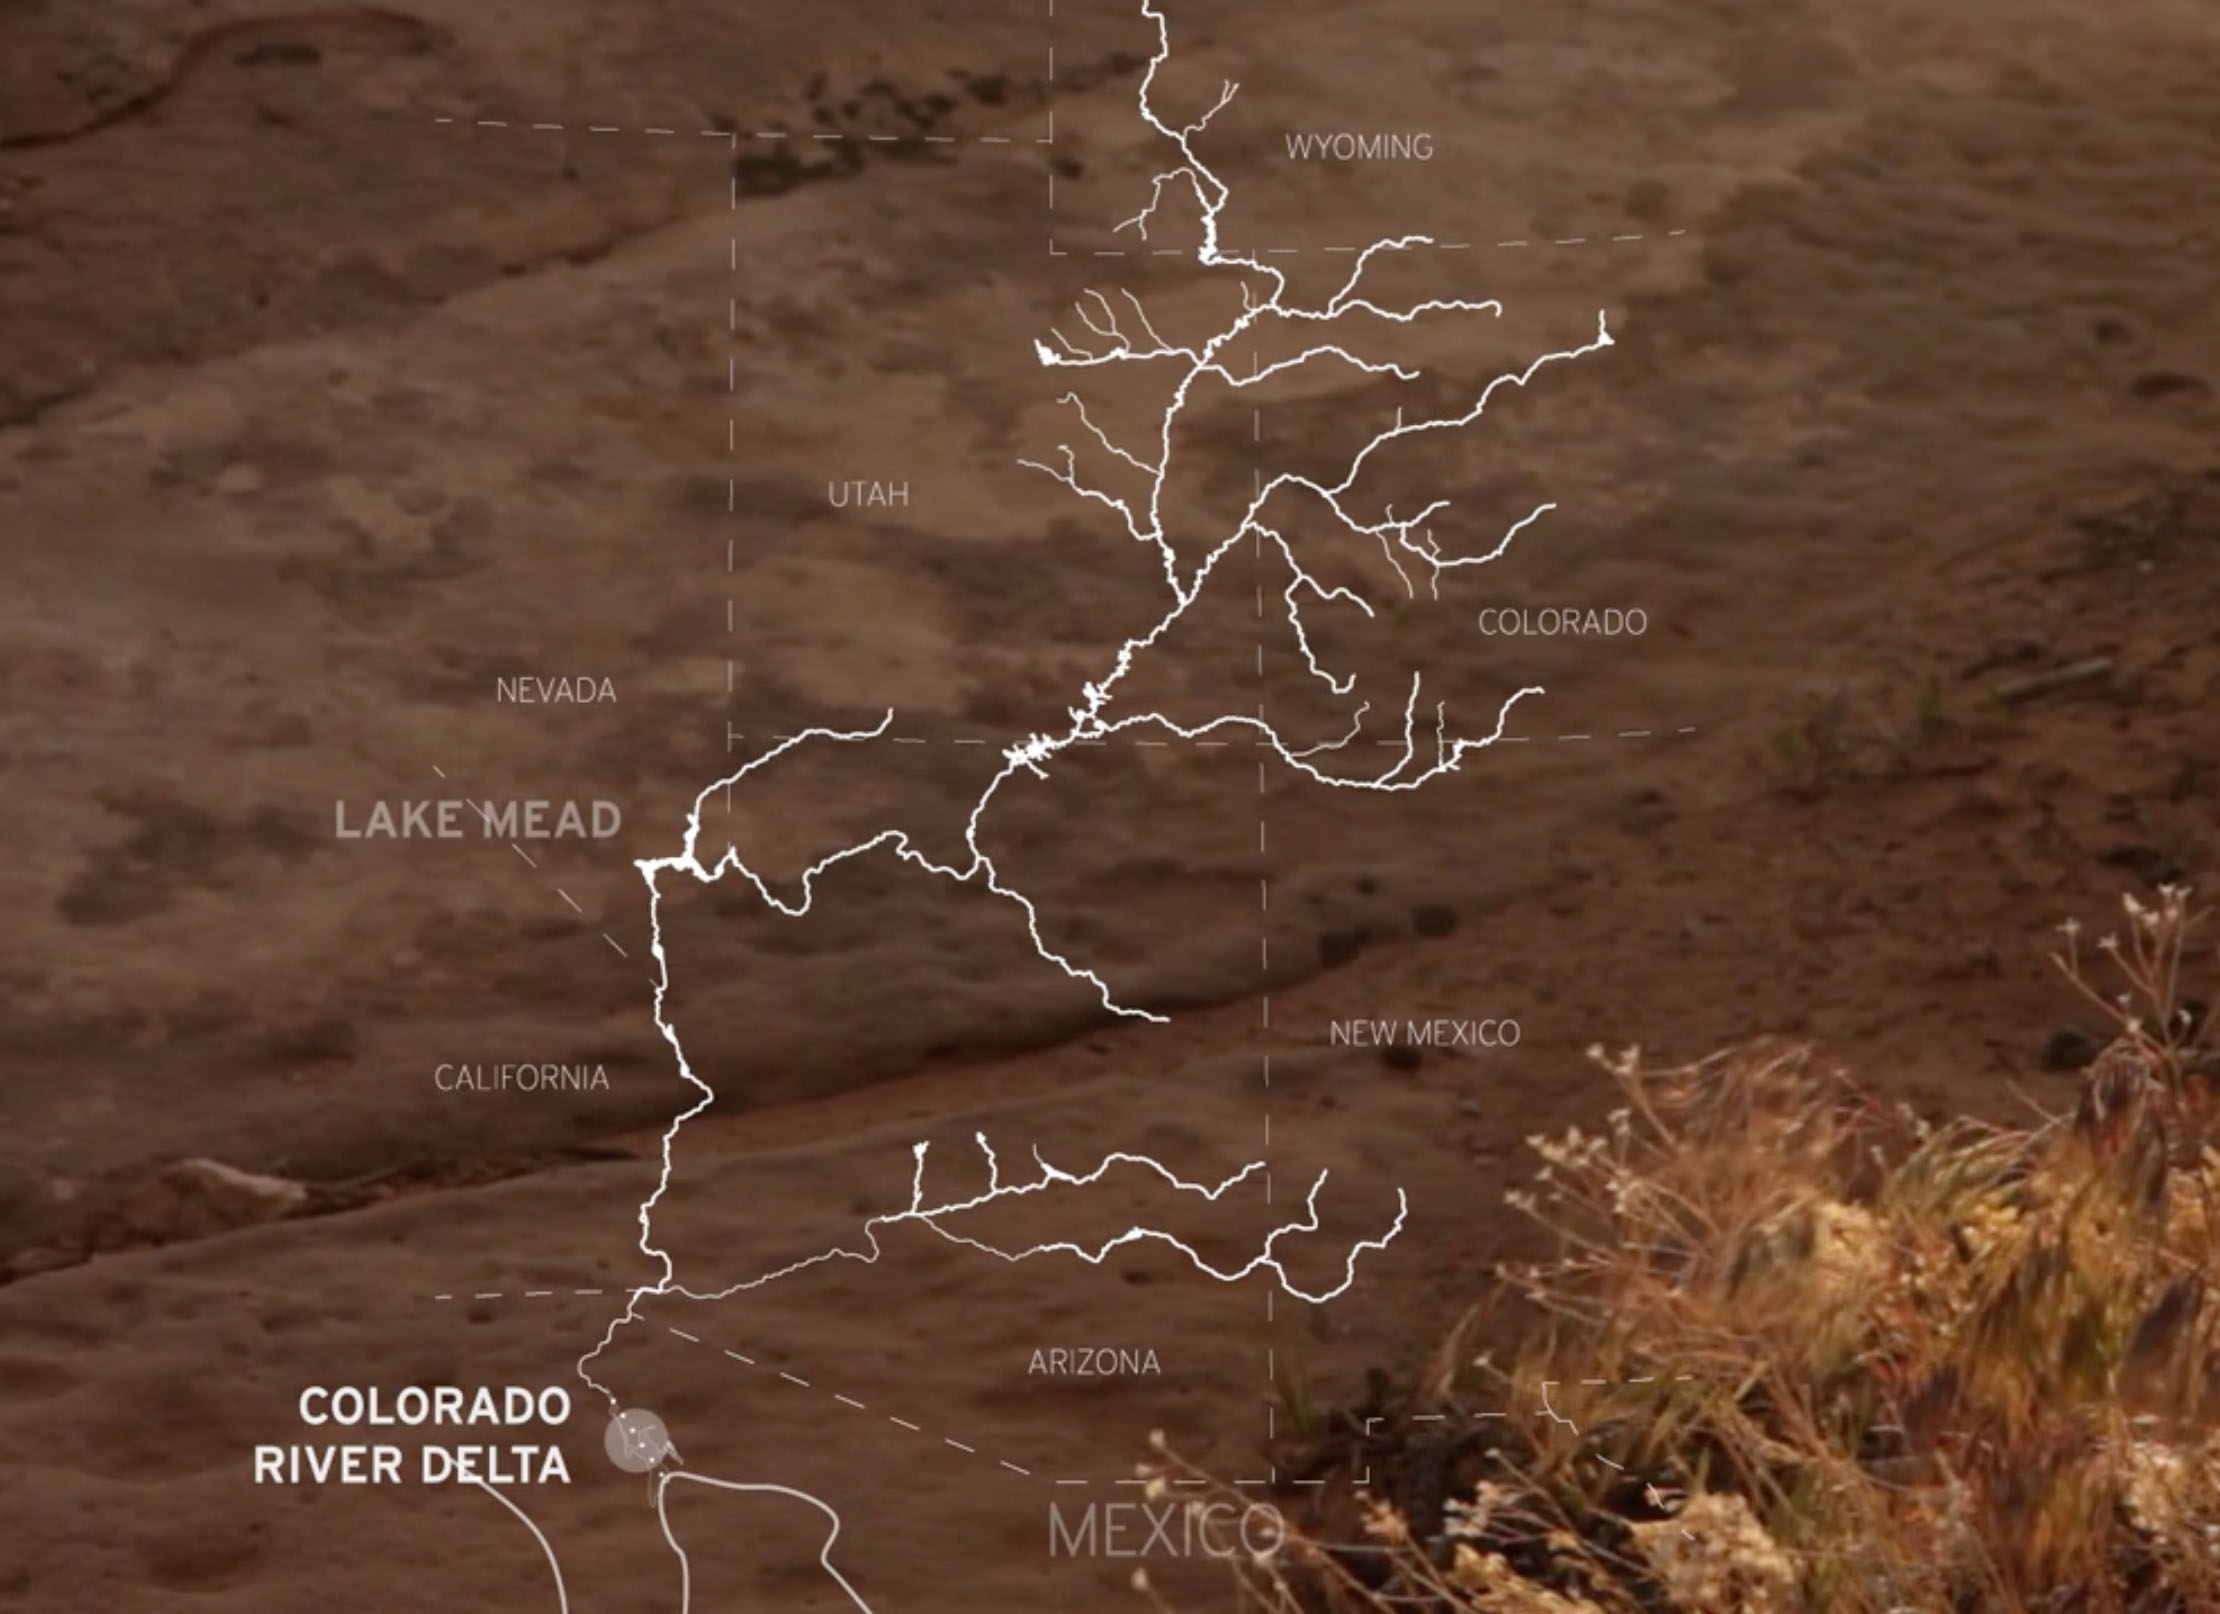 WYOMING
UTAH
COLORADO
NEVADA
LAKE MEAD
NEW MEXICO
CALIFORNIA
ARIZONA
COLORADO
RIVER DELTA
MEXICO